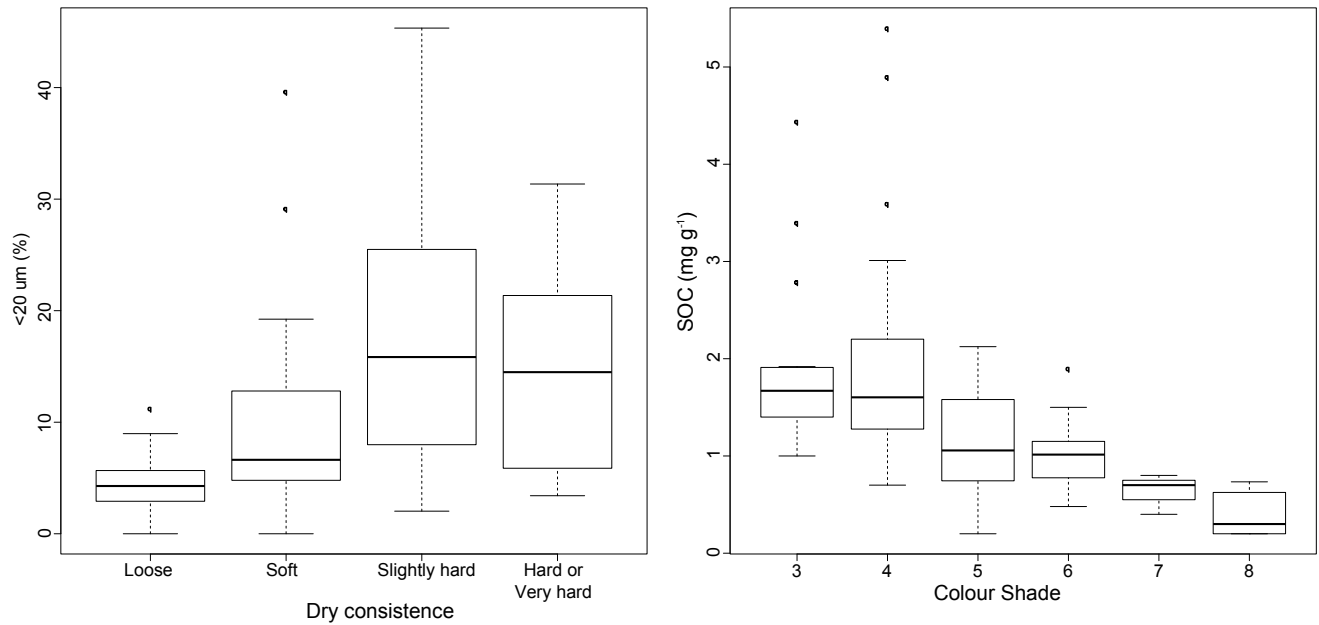 <20 um (%)
0
10
20
30
40
Loose
Soft
Slightly hard
Hard or
Very hard
Dry consistence
SOC (mg g⁻¹)
0
1
2
3
4
5
3
4
5
6
7
8
Colour Shade